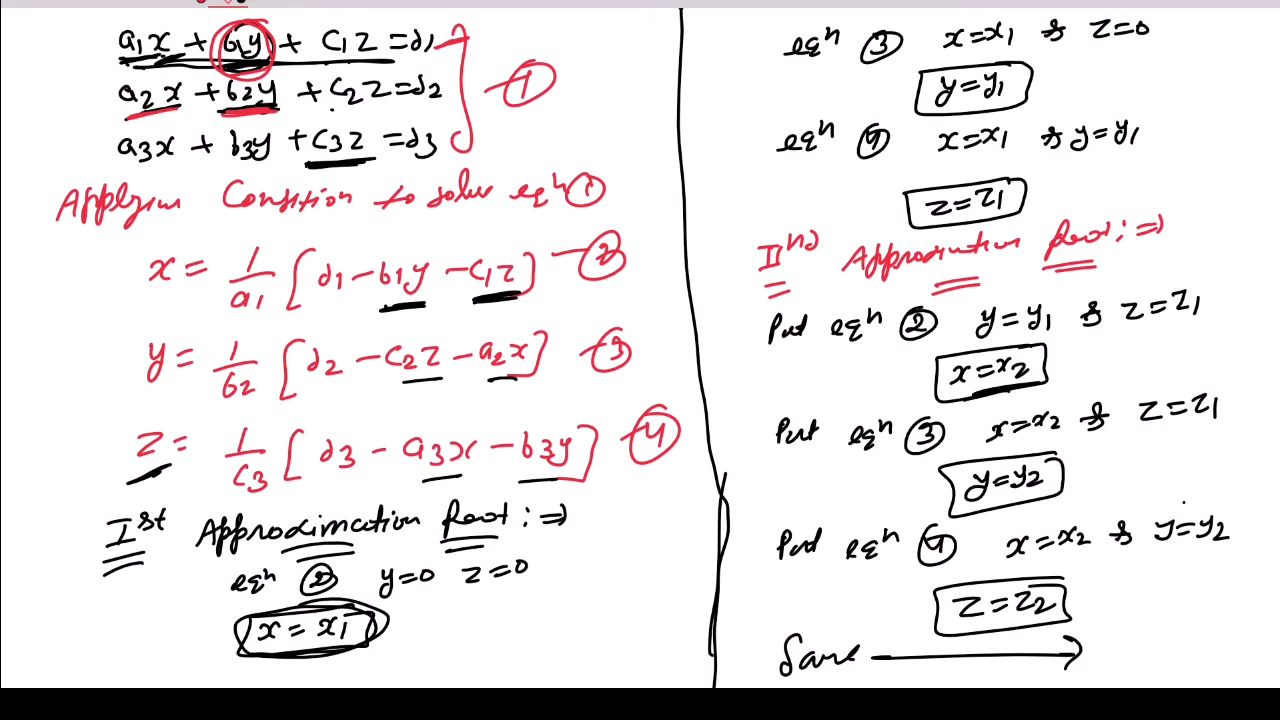 a1x + b1y + c1z = d1
a2x + b2y + c2z = d2
a3x + b3y + c3z = d3
1
Applying Condition to solve eqn 1
x = 1/a1 [d1 - b1y - c1z] - 2
y = 1/b2 [d2 - c2z - a2x] - 3
z = 1/c3 [d3 - a3x - b3y] - 4
Ist Approximation Root : ⇒
eqn 2 y=0 z=0
x = x1
eqn 3 x=x1 & z=0
y = y1
eqn 4 x=x1 & y=y1
z = z1
IInd Approximation Root : ⇒
Put eqn 2 y=y1 & z=z1
x = x2
Put eqn 3 x=x2 & z=z1
y = y2
Put eqn 4 x=x2 & y=y2
z = z2
Same →